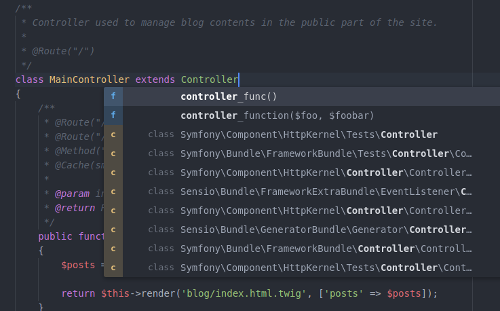 /**
* Controller used to manage blog contents in the public part of the site.
*
* @Route("/")
*/
class MainController extends Controller
{
f controller_func()
/**
f controller_function($foo, $foobar)
* @Route("/
c class Symfony\Component\HttpKernel\Tests\Controller
* @Route("/
c class Symfony\Bundle\FrameworkBundle\Tests\Controller\Co…
* @Method("
c class Symfony\Component\HttpKernel\Controller\Controller…
* @Cache(sm
*
c class Sensio\Bundle\FrameworkExtraBundle\EventListener\C…
* @param in
c class Symfony\Component\HttpKernel\Controller\Controller…
* @return
c class Sensio\Bundle\GeneratorBundle\Generator\Controller…
*/
public funct
c class Symfony\Bundle\FrameworkBundle\Controller\Controll…
{
$posts =
c class Symfony\Component\HttpKernel\Tests\Controller\Cont…
return $this->render('blog/index.html.twig', ['posts' => $posts]);
}